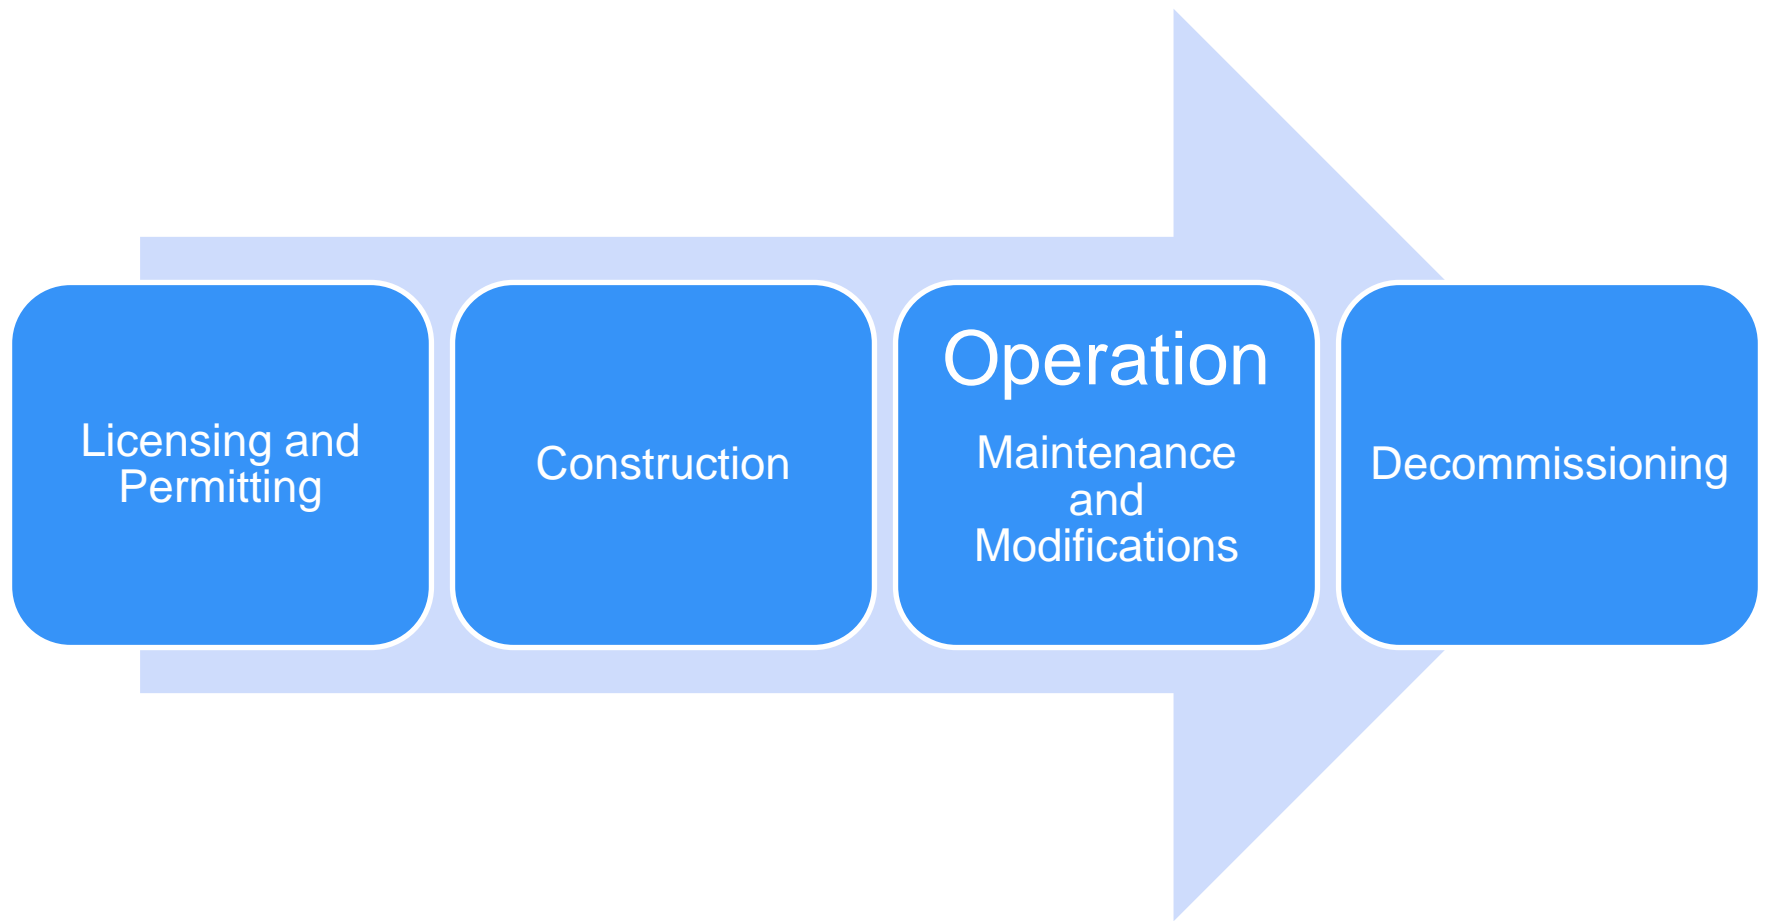 Licensing and
Permitting
Construction
Operation
Maintenance
and
Modifications
Decommissioning